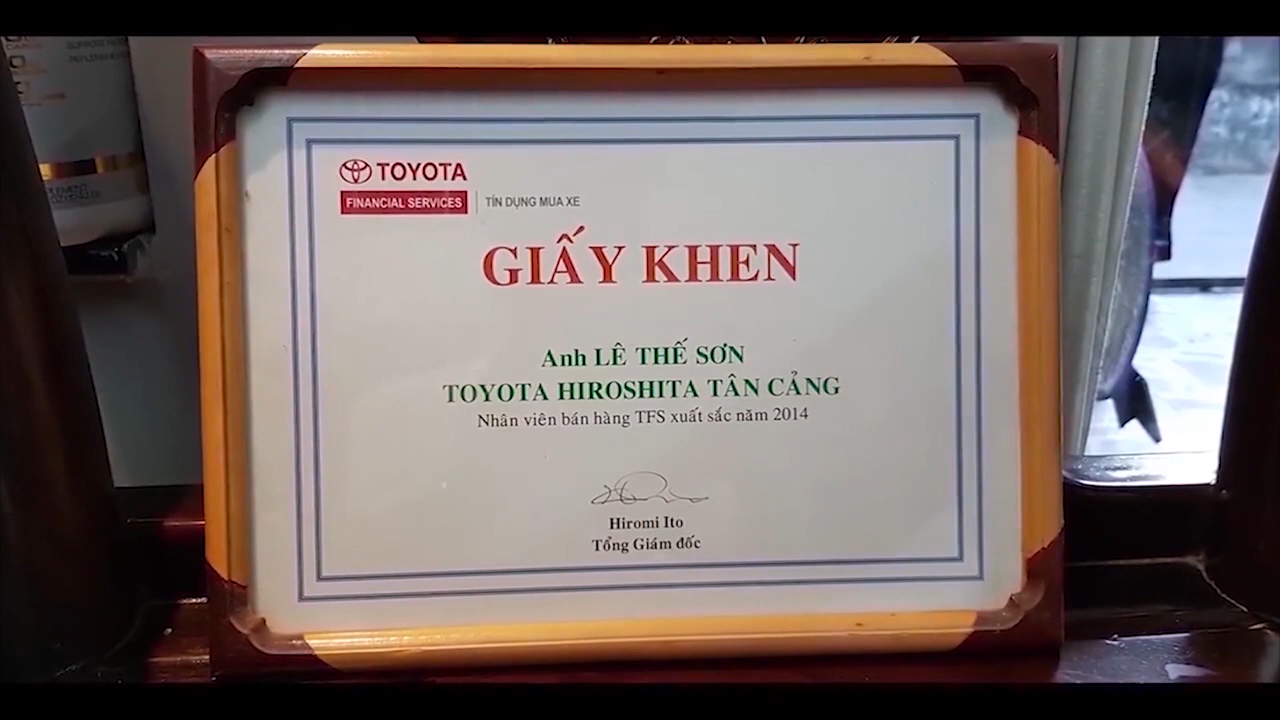 TOYOTA
FINANCIAL SERVICES
TÍN DỤNG MUA XE
GIẤY KHEN
Anh LÊ THẾ SƠN
TOYOTA HIROSHITA TÂN CẢNG
Nhân viên bán hàng TFS xuất sắc năm 2014
Hiromi Ito
Tổng Giám đốc